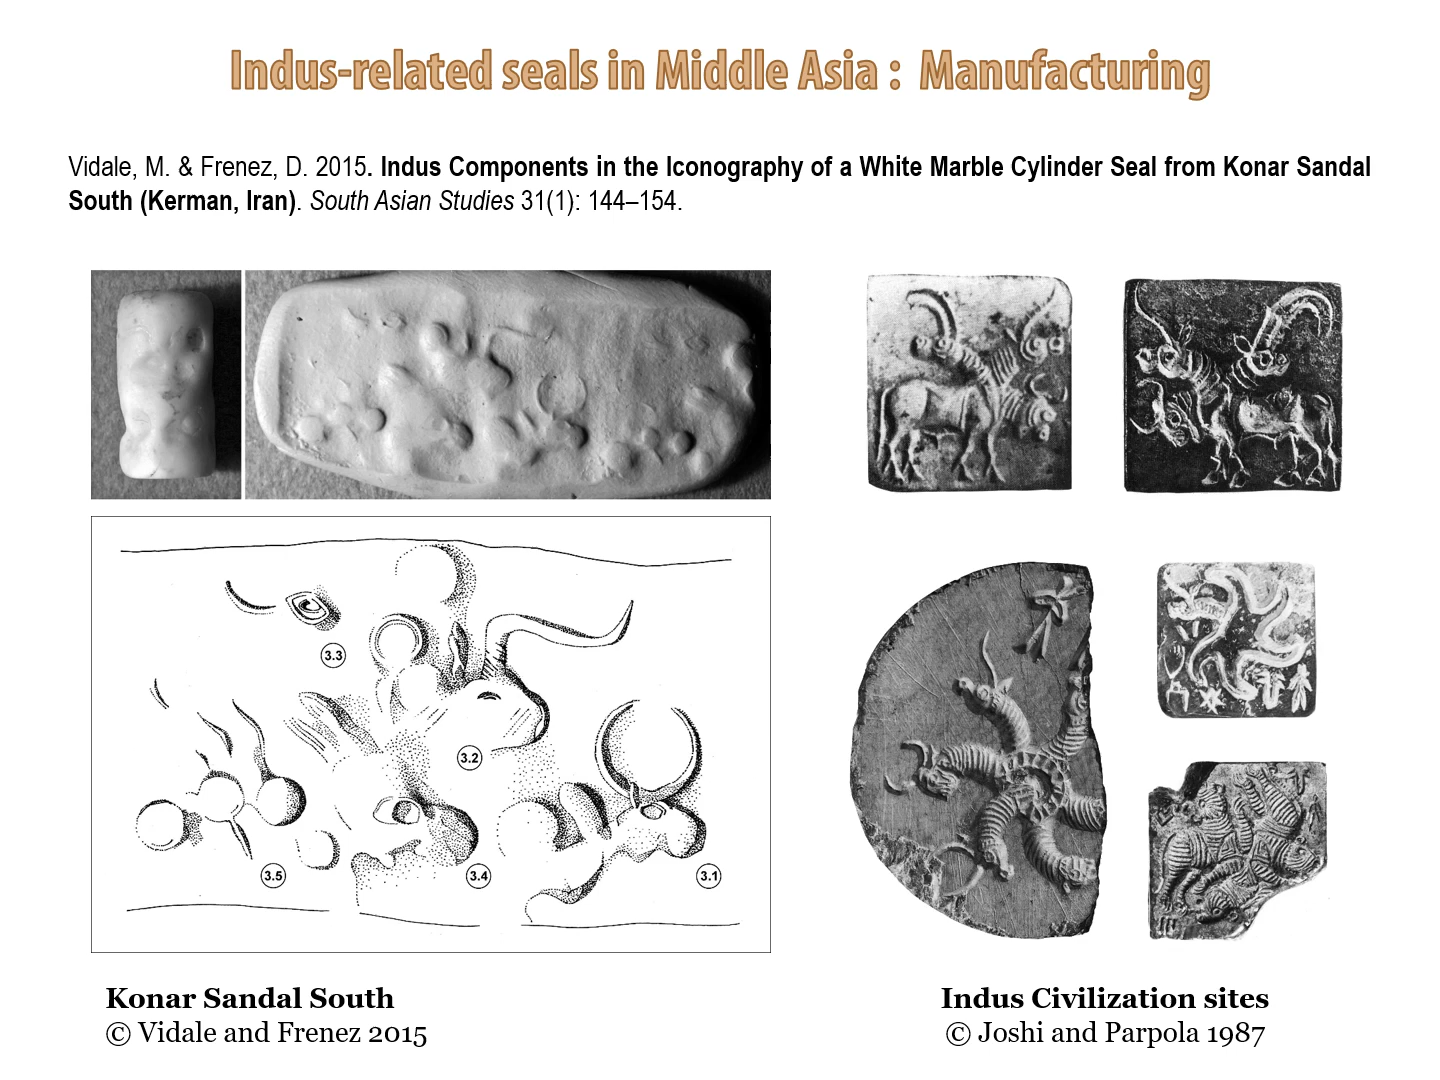 Indus-related seals in Middle Asia : Manufacturing
Vidale, M. & Frenez, D. 2015. Indus Components in the Iconography of a White Marble Cylinder Seal from Konar Sandal
South (Kerman, Iran). South Asian Studies 31(1): 144–154.
3.3
3.2
3.5
3.4
3.1
Konar Sandal South
© Vidale and Frenez 2015
Indus Civilization sites
© Joshi and Parpola 1987